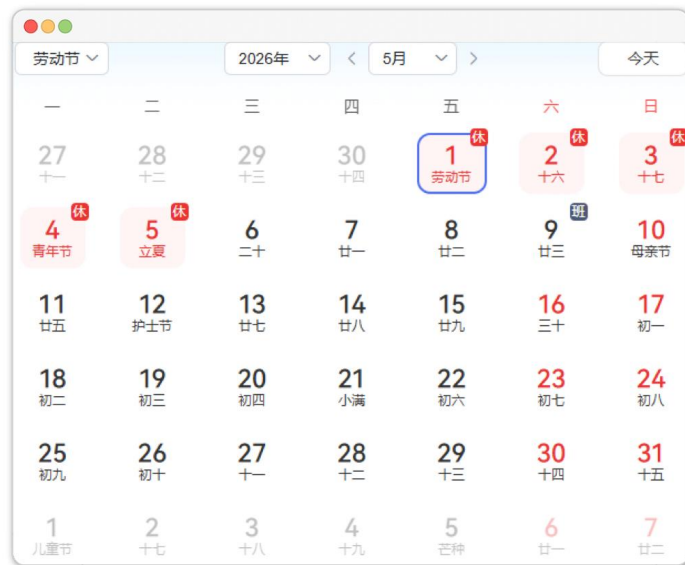 劳动节 2026年 5月 今天
一 二 三 四 五 六 日
休 休 休
27 28 29 30 1 2 3
十一 十二 十三 十四 劳动节 十六 十七
休 休 班
4 5 6 7 8 9 10
青年节 立夏 二十 廿一 廿二 廿三 母亲节
11 12 13 14 15 16 17
廿五 护士节 廿七 廿八 廿九 三十 初一
18 19 20 21 22 23 24
初二 初三 初四 小满 初六 初七 初八
25 26 27 28 29 30 31
初九 初十 十一 十二 十三 十四 十五
1 2 3 4 5 6 7
儿童节 十七 十八 十九 芒种 廿一 廿二